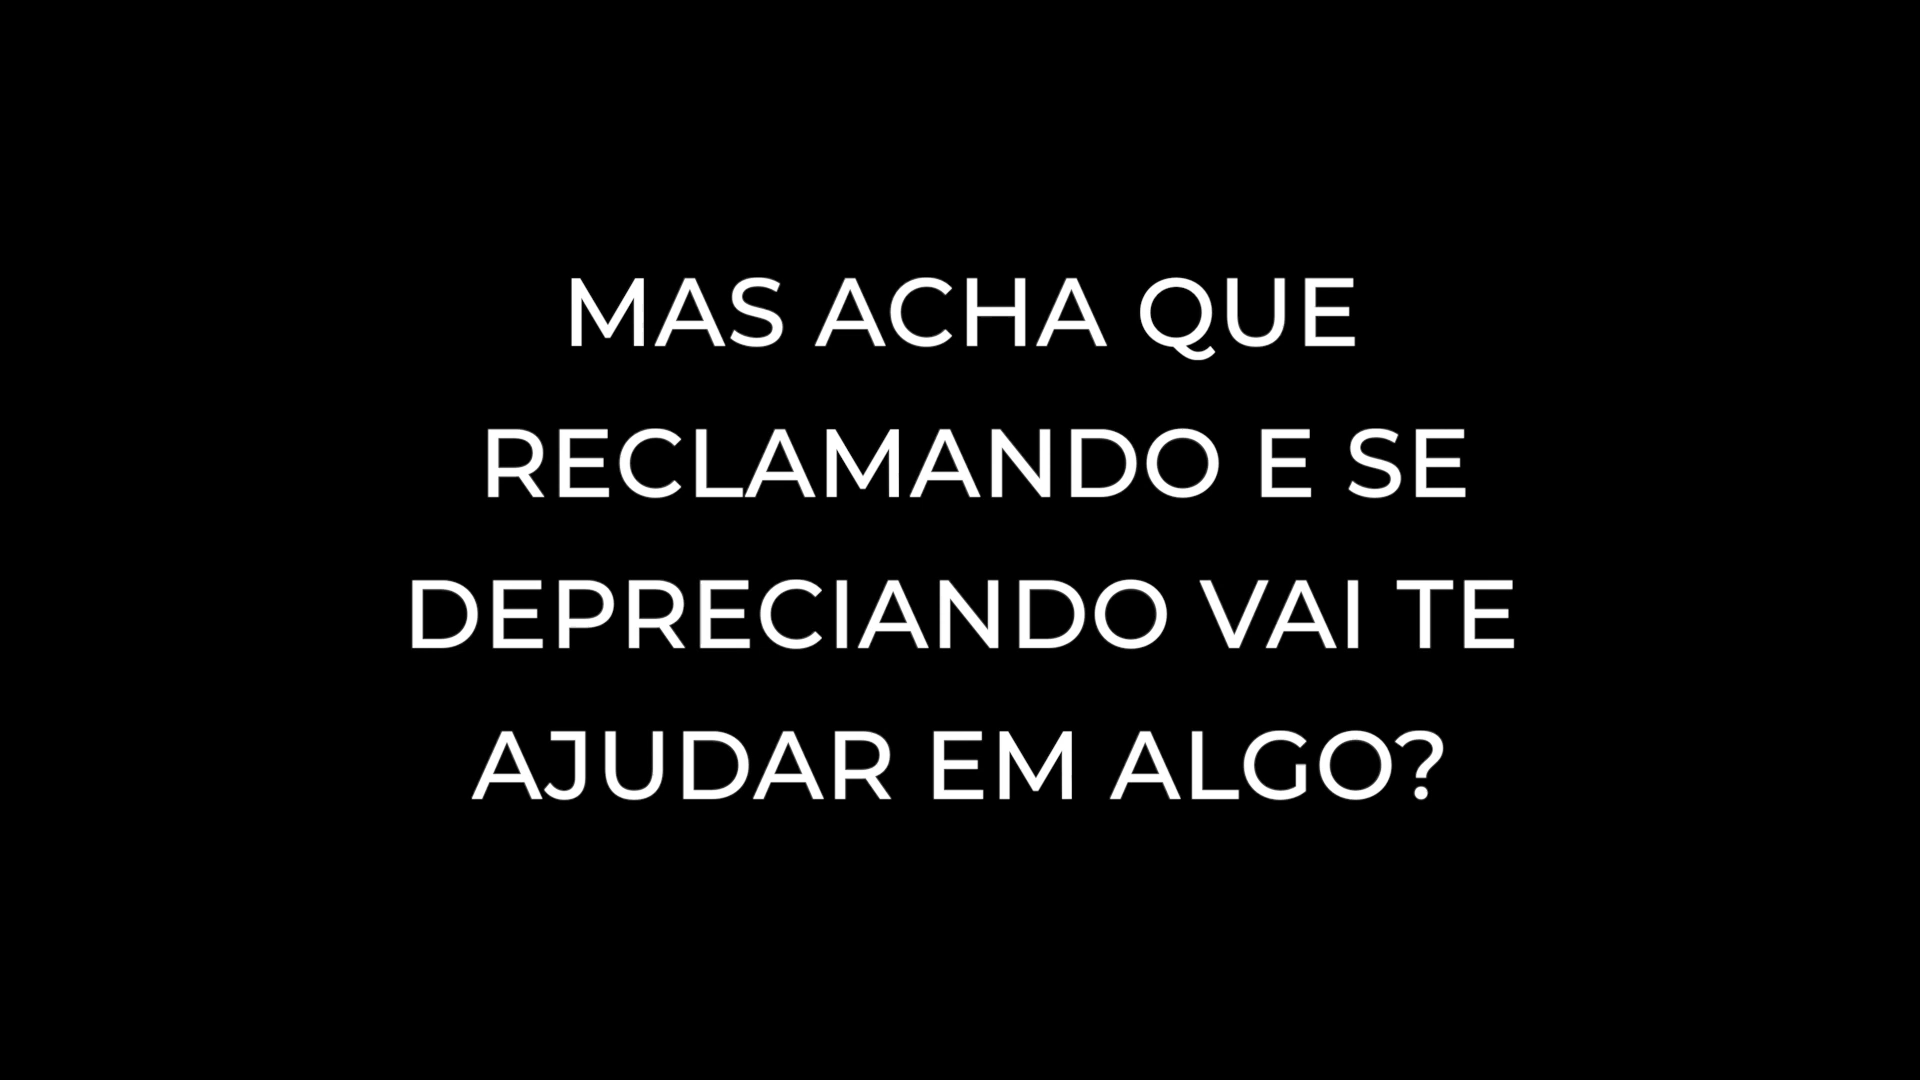 MAS ACHA QUE
RECLAMANDO E SE
DEPRECIANDO VAI TE
AJUDAR EM ALGO?